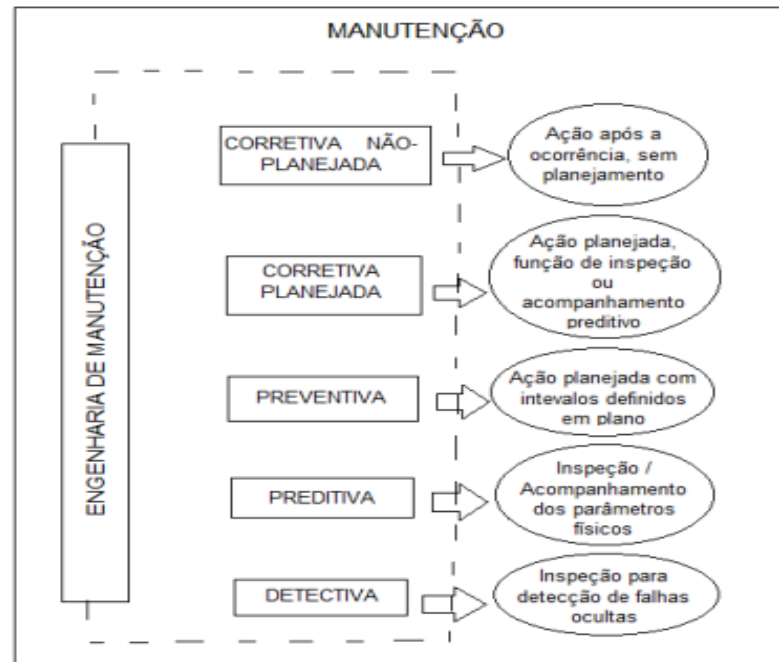 MANUTENÇÃO
ENGENHARIA DE MANUTENÇÃO
CORRETIVA NÃO-
PLANEJADA
Ação após a
ocorrência, sem
planejamento
CORRETIVA
PLANEJADA
Ação planejada,
função de inspeção
ou
acompanhamento
preditivo
PREVENTIVA
Ação planejada com
intevalos definidos
em plano
PREDITIVA
Inspeção /
Acompanhamento
dos parâmetros
físicos
DETECTIVA
Inspeção para
detecção de falhas
ocultas